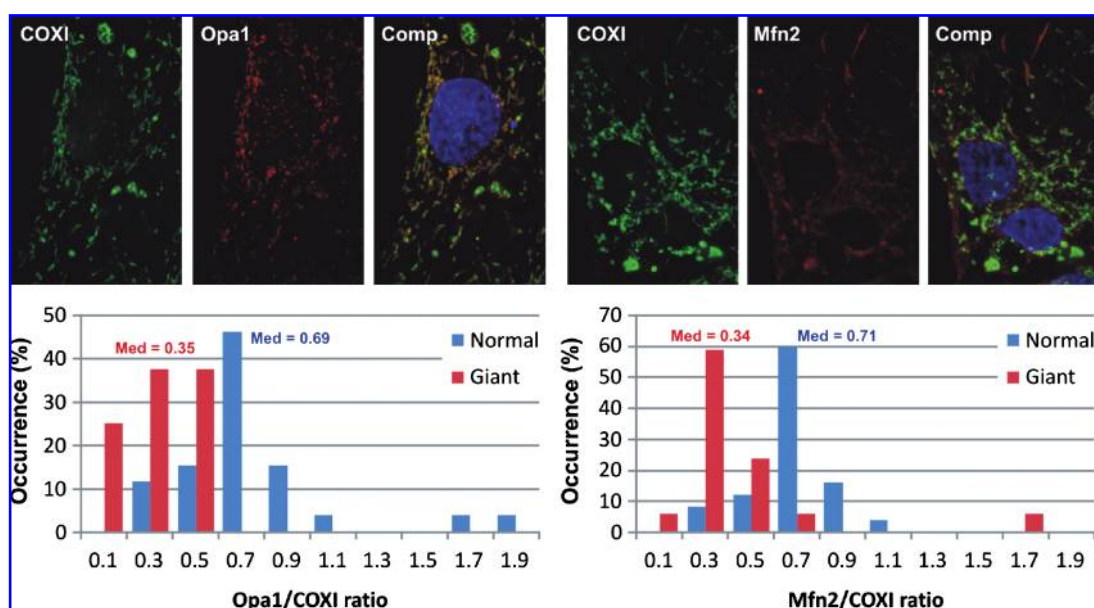 COXI Opa1 Comp COXI Mfn2 Comp
Occurrence (%)
50
40
30
20
10
0
Med = 0.35 Med = 0.69
Normal
Giant
0.1 0.3 0.5 0.7 0.9 1.1 1.3 1.5 1.7 1.9
Opa1/COXI ratio
Occurrence (%)
70
60
50
40
30
20
10
0
Med = 0.34 Med = 0.71
Normal
Giant
0.1 0.3 0.5 0.7 0.9 1.1 1.3 1.5 1.7 1.9
Mfn2/COXI ratio